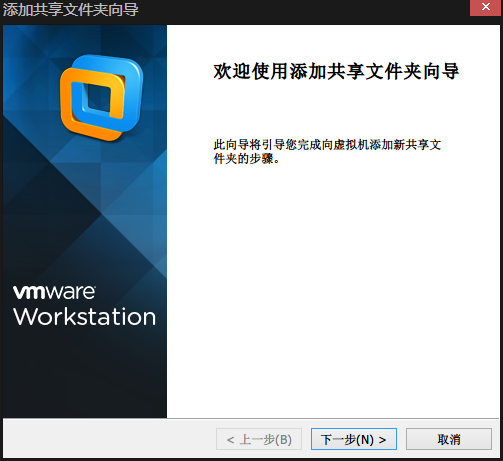 添加共享文件夹向导
欢迎使用添加共享文件夹向导
此向导将引导您完成向虚拟机添加新共享文
件夹的步骤。
vmware
Workstation
< 上一步(B)
下一步(N) >
取消